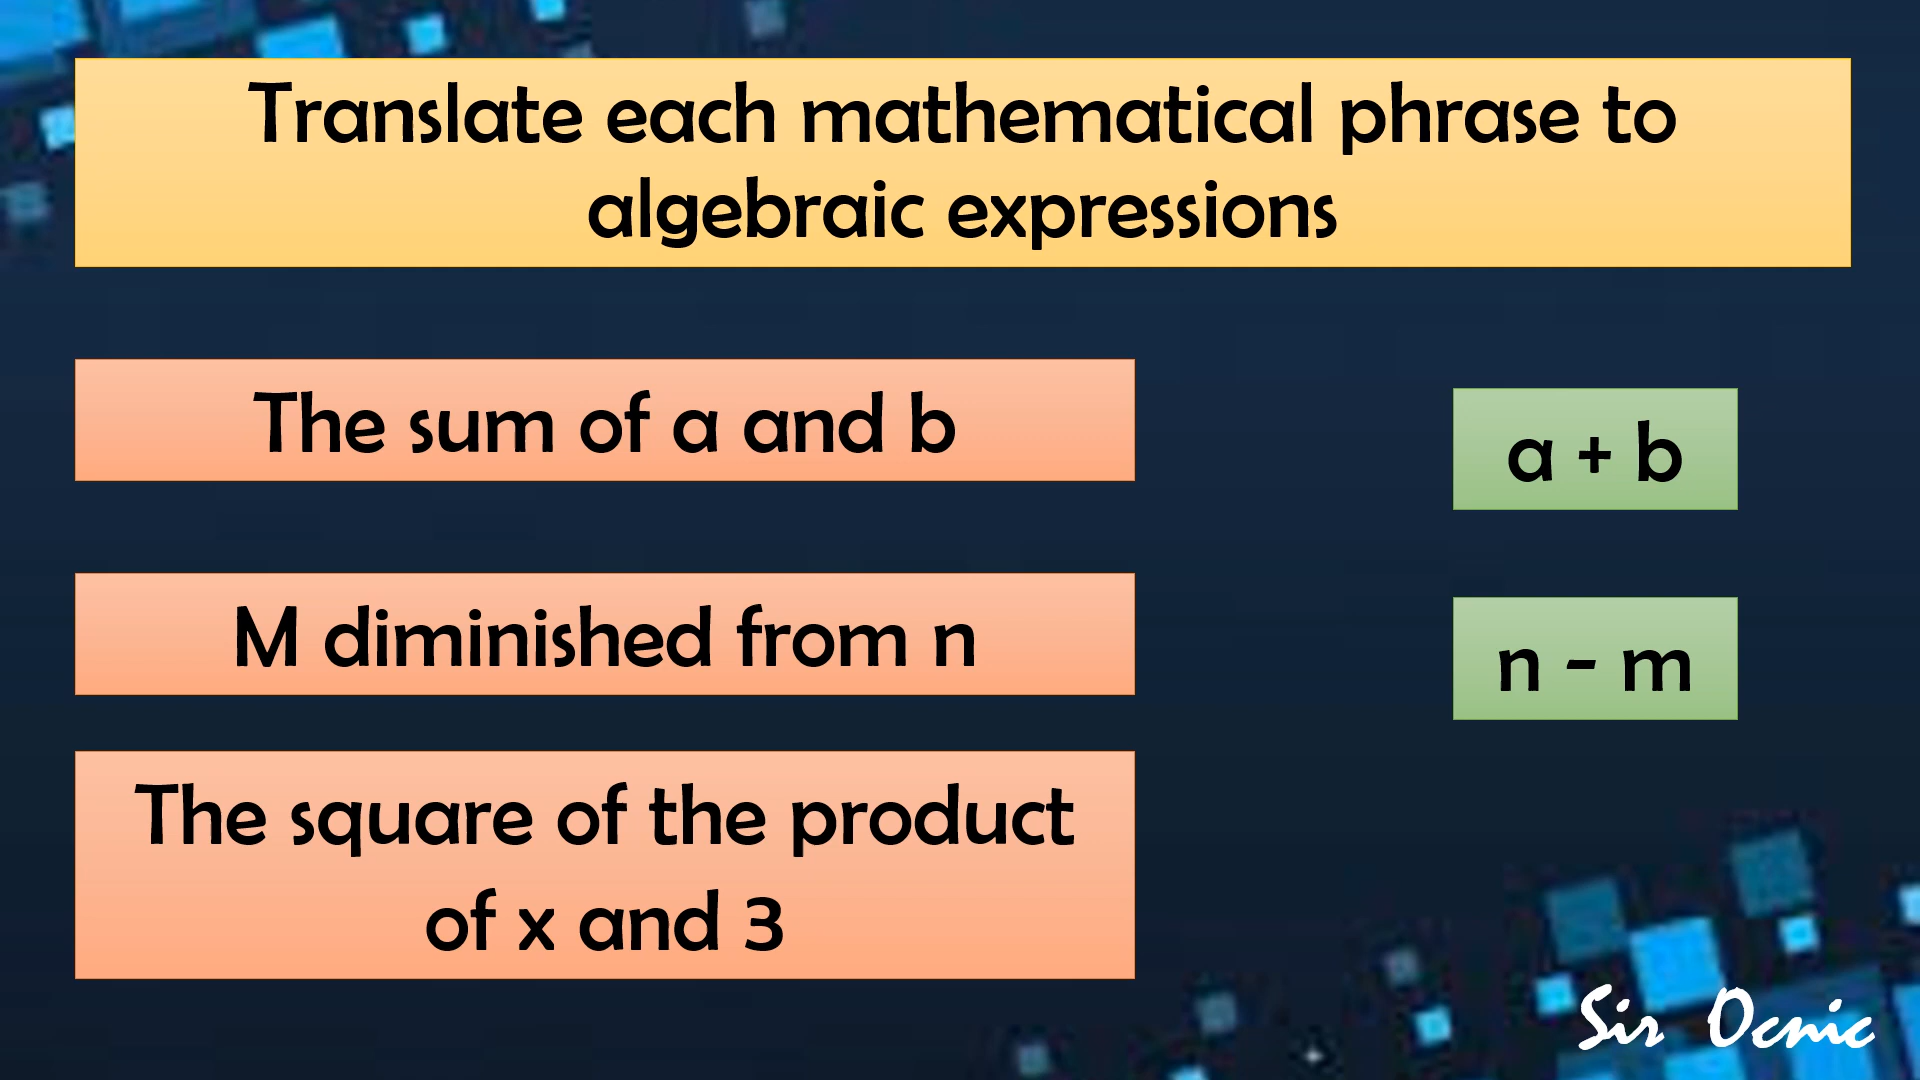 Translate each mathematical phrase to
algebraic expressions
The sum of a and b
a + b
M diminished from n
n - m
The square of the product
of x and 3
Sir Ocnic